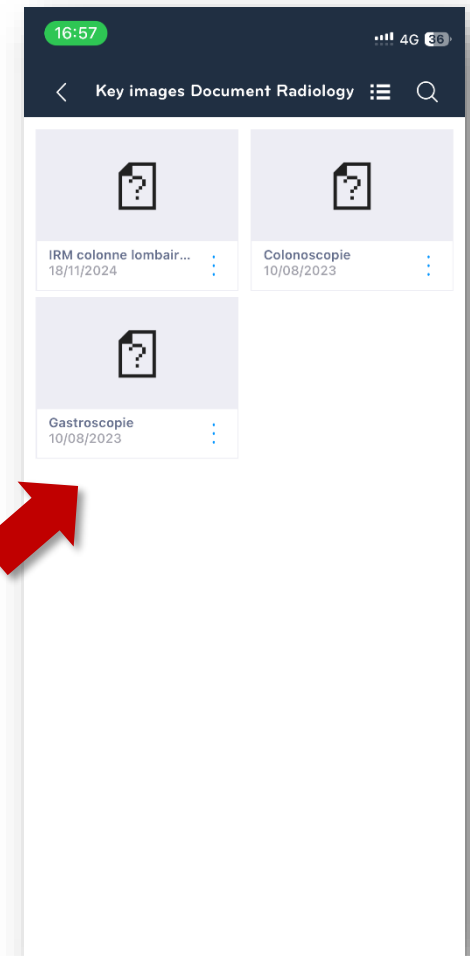 16:57
4G 36
Key images Document Radiology
IRM colonne lombair...
18/11/2024
Colonoscopie
10/08/2023
Gastroscopie
10/08/2023